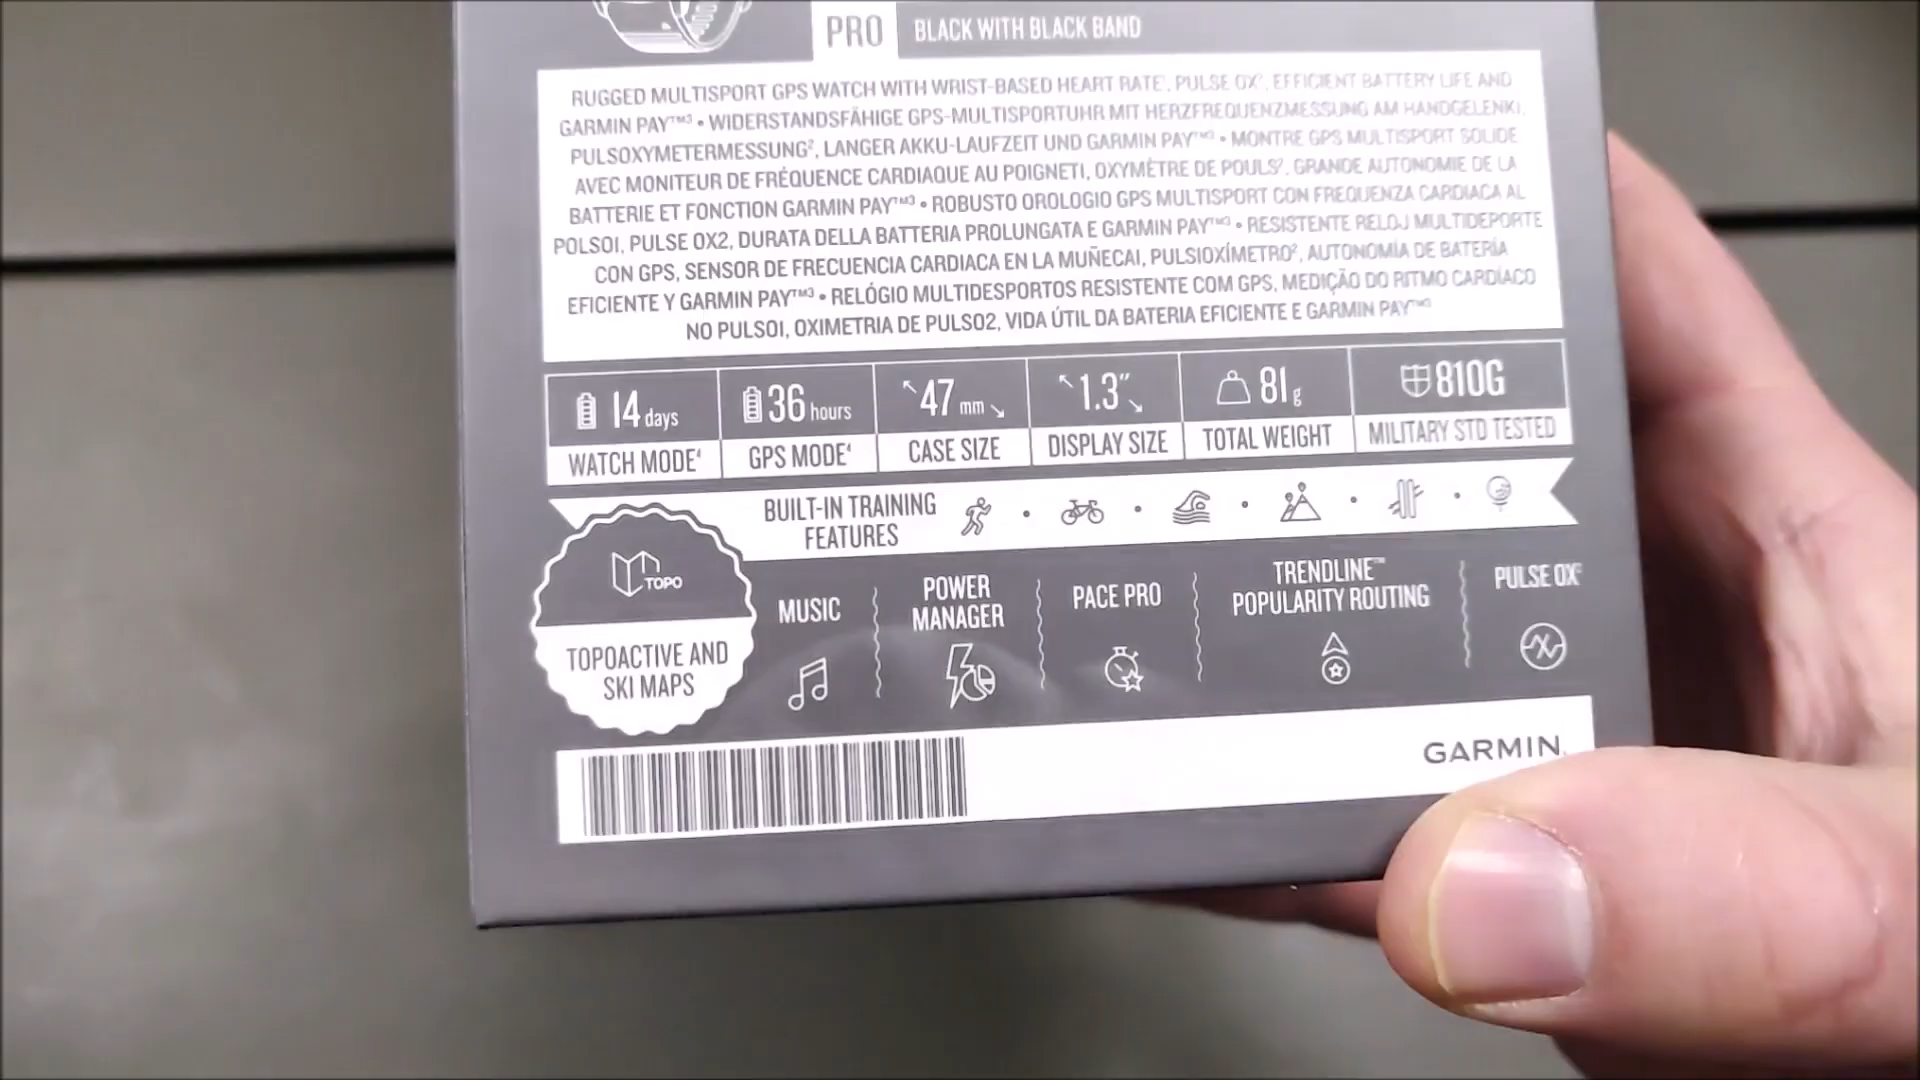 PRO BLACK WITH BLACK BAND
RUGGED MULTISPORT GPS WATCH WITH WRIST-BASED HEART RATE¹, PULSE OX², EFFICIENT BATTERY LIFE AND
GARMIN PAY™³ • WIDERSTANDSFÄHIGE GPS-MULTISPORTUHR MIT HERZFREQUENZMESSUNG AM HANDGELENK1,
PULSOXYMETERMESSUNG², LANGER AKKU-LAUFZEIT UND GARMIN PAY™³ • MONTRE GPS MULTISPORT SOLIDE
AVEC MONITEUR DE FRÉQUENCE CARDIAQUE AU POIGNET1, OXYMÈTRE DE POULS², GRANDE AUTONOMIE DE LA
BATTERIE ET FONCTION GARMIN PAY™³ • ROBUSTO OROLOGIO GPS MULTISPORT CON FREQUENZA CARDIACA AL
POLSO1, PULSE OX2, DURATA DELLA BATTERIA PROLUNGATA E GARMIN PAY™³ • RESISTENTE RELOJ MULTIDEPORTE
CON GPS, SENSOR DE FRECUENCIA CARDIACA EN LA MUÑECA1, PULSIOXÍMETRO², AUTONOMÍA DE BATERÍA
EFICIENTE Y GARMIN PAY™³ • RELÓGIO MULTIDESPORTOS RESISTENTE COM GPS, MEDIÇÃO DO RITMO CARDÍACO
NO PULSO1, OXIMETRIA DE PULSO2, VIDA ÚTIL DA BATERIA EFICIENTE E GARMIN PAY™³
14 days 36 hours 47 mm 1.3″ 81 g 810G
WATCH MODE⁴ GPS MODE⁴ CASE SIZE DISPLAY SIZE TOTAL WEIGHT MILITARY STD TESTED
BUILT-IN TRAINING
FEATURES
TOPO
TOPOACTIVE AND
SKI MAPS
MUSIC
POWER
MANAGER
PACE PRO
TRENDLINE™
POPULARITY ROUTING
PULSE OX²
GARMIN